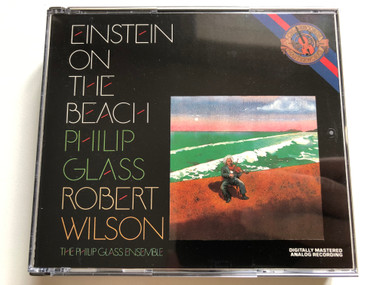 EINSTEIN
ON
THE
BEACH
PHILIP
GLASS
ROBERT
WILSON
THE PHILIP GLASS ENSEMBLE
DIGITALLY MASTERED
ANALOG RECORDING